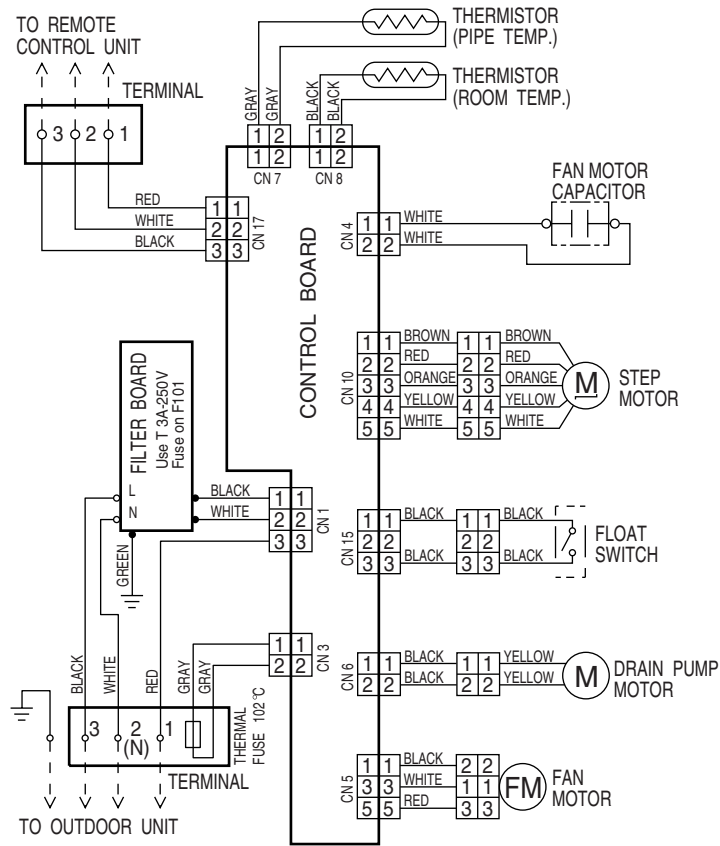 TO REMOTE
CONTROL UNIT
TERMINAL
3 2 1
THERMISTOR
(PIPE TEMP.)
THERMISTOR
(ROOM TEMP.)
GRAY
GRAY
BLACK
BLACK
1 2
1 2
CN 7
1 2
1 2
CN 8
RED
WHITE
BLACK
1 1
2 2
3 3
CN 17
CONTROL BOARD
FAN MOTOR
CAPACITOR
CN 4
1 1 WHITE
2 2 WHITE
CN 10
1 1 BROWN 1 1 BROWN
2 2 RED 2 2 RED
3 3 ORANGE 3 3 ORANGE
4 4 YELLOW 4 4 YELLOW
5 5 WHITE 5 5 WHITE
M
STEP
MOTOR
FILTER BOARD
Use T 3A-250V
Fuse on F101
L
N
GREEN
BLACK
WHITE
1 1
2 2
3 3
CN 1
CN 15
1 1 BLACK 1 1 BLACK
2 2 2 2
3 3 BLACK 3 3 BLACK
FLOAT
SWITCH
1 1
2 2
CN 3
CN 6
1 1 BLACK 1 1 YELLOW
2 2 BLACK 2 2 YELLOW
M
DRAIN PUMP
MOTOR
BLACK
WHITE
RED
GRAY
GRAY
3 2 1
(N)
THERMAL
FUSE 102°C
TERMINAL
TO OUTDOOR UNIT
CN 5
1 1 BLACK 2 2
3 3 WHITE 1 1
5 5 RED 3 3
FM
FAN
MOTOR